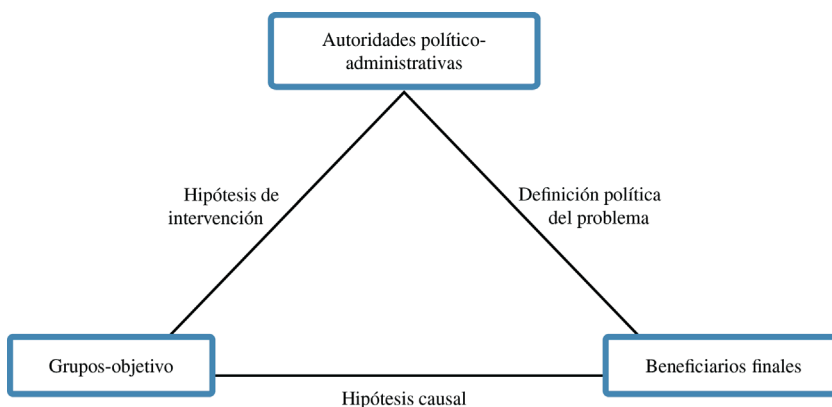 Autoridades político-
administrativas
Hipótesis de
intervención
Definición política
del problema
Grupos-objetivo
Beneficiarios finales
Hipótesis causal